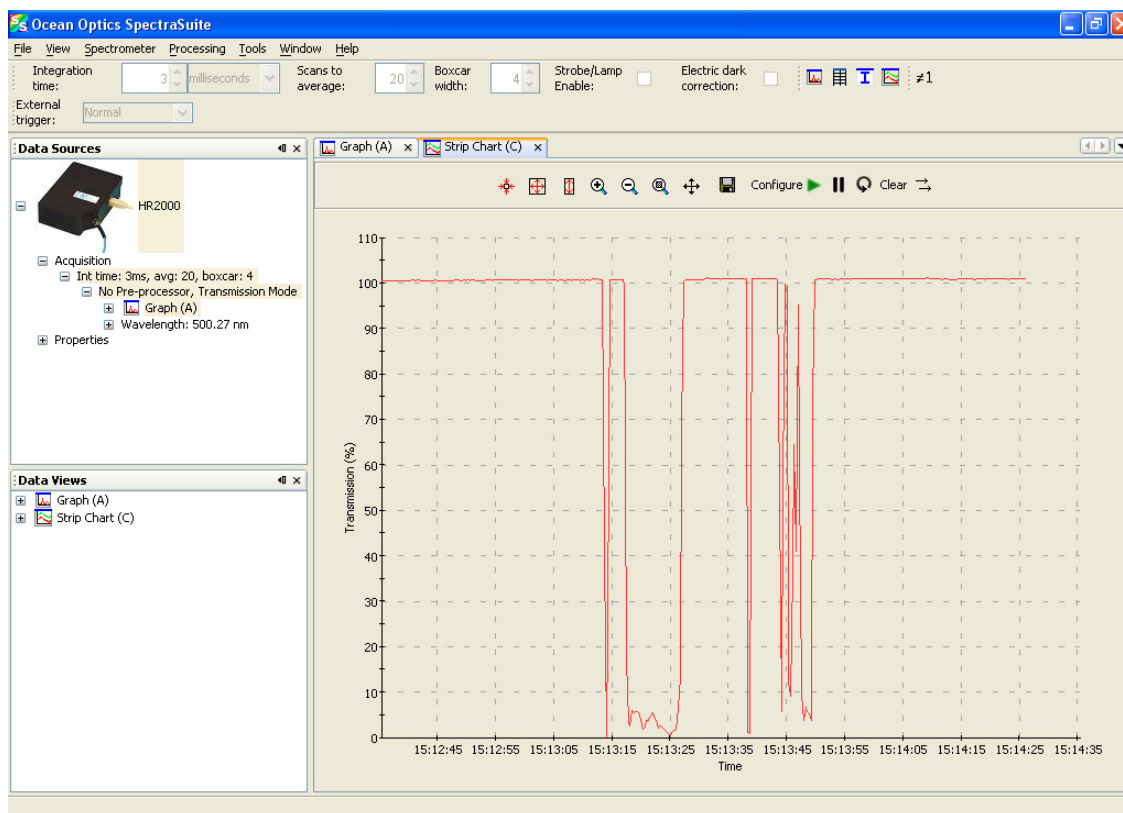 Ocean Optics SpectraSuite
File View Spectrometer Processing Tools Window Help
Integration time: 3 milliseconds Scans to average: 20 Boxcar width: 4 Strobe/Lamp Enable: Electric dark correction: ≠1
External trigger: Normal
Data Sources
HR2000
Acquisition
Int time: 3ms, avg: 20, boxcar: 4
No Pre-processor, Transmission Mode
Graph (A)
Wavelength: 500.27 nm
Properties
Data Views
Graph (A)
Strip Chart (C)
Graph (A) Strip Chart (C)
Configure Clear
110
100
90
80
70
60
50
40
30
20
10
0
Transmission (%)
15:12:45 15:12:55 15:13:05 15:13:15 15:13:25 15:13:35 15:13:45 15:13:55 15:14:05 15:14:15 15:14:25 15:14:35
Time